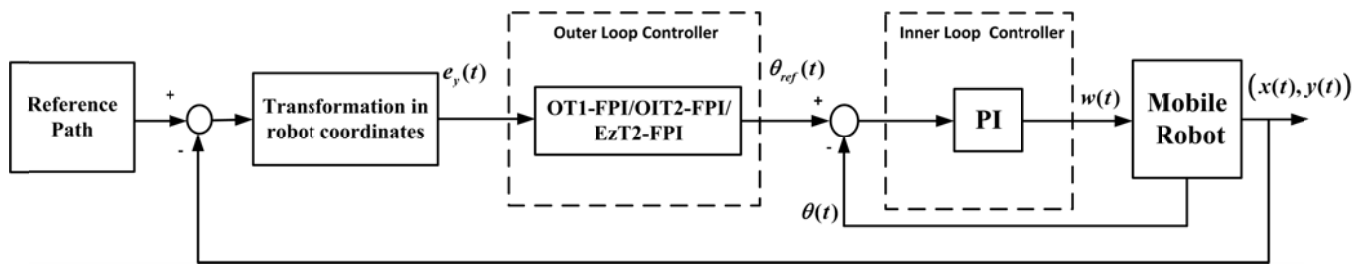 Reference
Path
+
-
Transformation in
robot coordinates
e_y(t)
Outer Loop Controller
OT1-FPI/OIT2-FPI/
EzT2-FPI
θ_ref(t)
+
-
Inner Loop Controller
PI
w(t)
Mobile
Robot
(x(t), y(t))
θ(t)